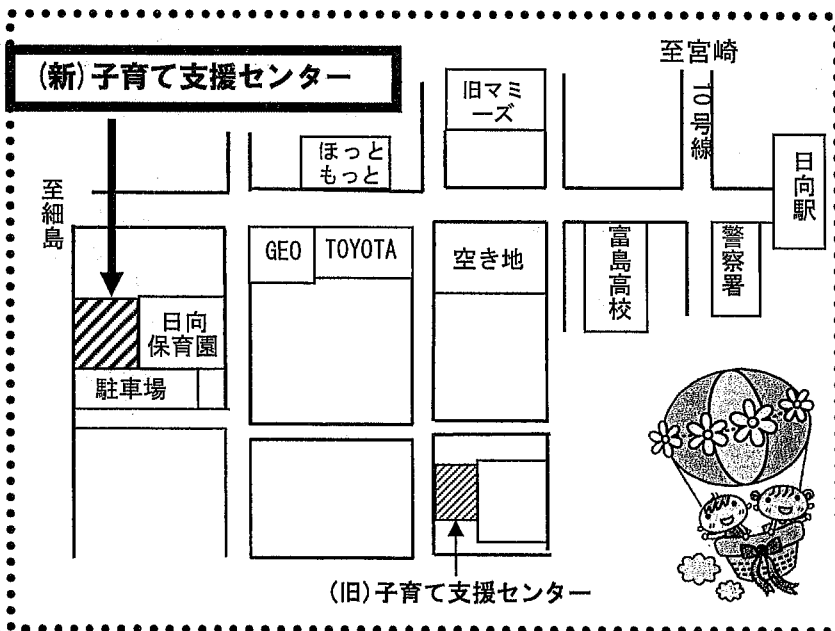 (新)子育て支援センター
至宮崎
10号線
旧マミ
ーズ
ほっと
もっと
日向駅
至細島
GEO
TOYOTA
空き地
富島高校
警察署
日向
保育園
駐車場
(旧)子育て支援センター